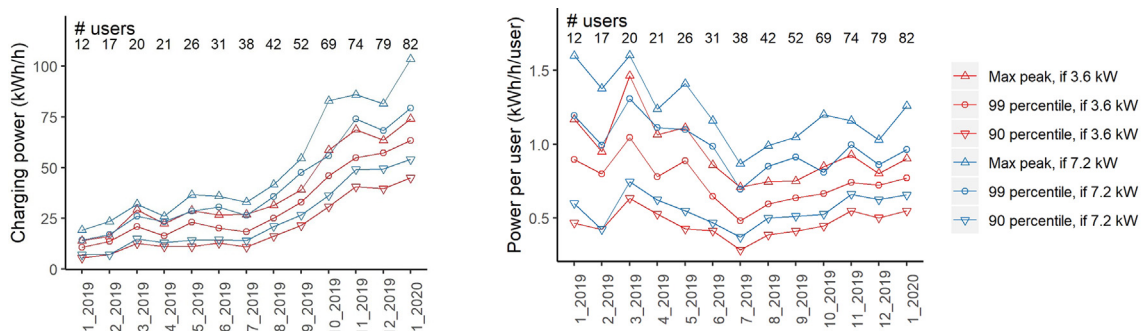 # users
12 17 20 21 26 31 38 42 52 69 74 79 82
Charging power (kWh/h)
100
75
50
25
0
1_2019
2_2019
3_2019
4_2019
5_2019
6_2019
7_2019
8_2019
9_2019
0_2019
1_2019
2_2019
1_2020
# users
12 17 20 21 26 31 38 42 52 69 74 79 82
Power per user (kWh/h/user)
1.5
1.0
0.5
1_2019
2_2019
3_2019
4_2019
5_2019
6_2019
7_2019
8_2019
9_2019
10_2019
11_2019
12_2019
1_2020
Max peak, if 3.6 kW
99 percentile, if 3.6 kW
90 percentile, if 3.6 kW
Max peak, if 7.2 kW
99 percentile, if 7.2 kW
90 percentile, if 7.2 kW